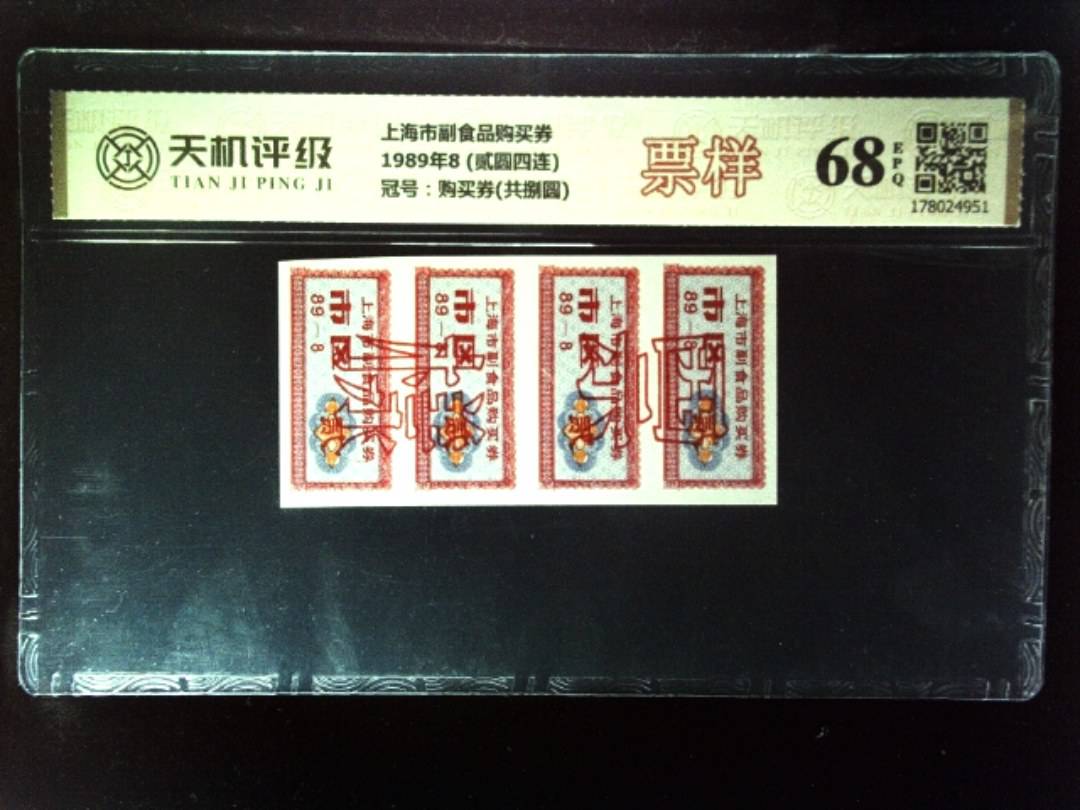 天机评级
TIAN JI PING JI
上海市副食品购买券
1989年8 (贰圆四连)
冠号：购买券(共捌圆)
票样
68
EPQ
178024951
上海市副食品购买券
市区
89—8
贰
上海市副食品购买券
市区
89—8
贰
上海市副食品购买券
市区
89—8
贰
上海市副食品购买券
市区
89—8
贰